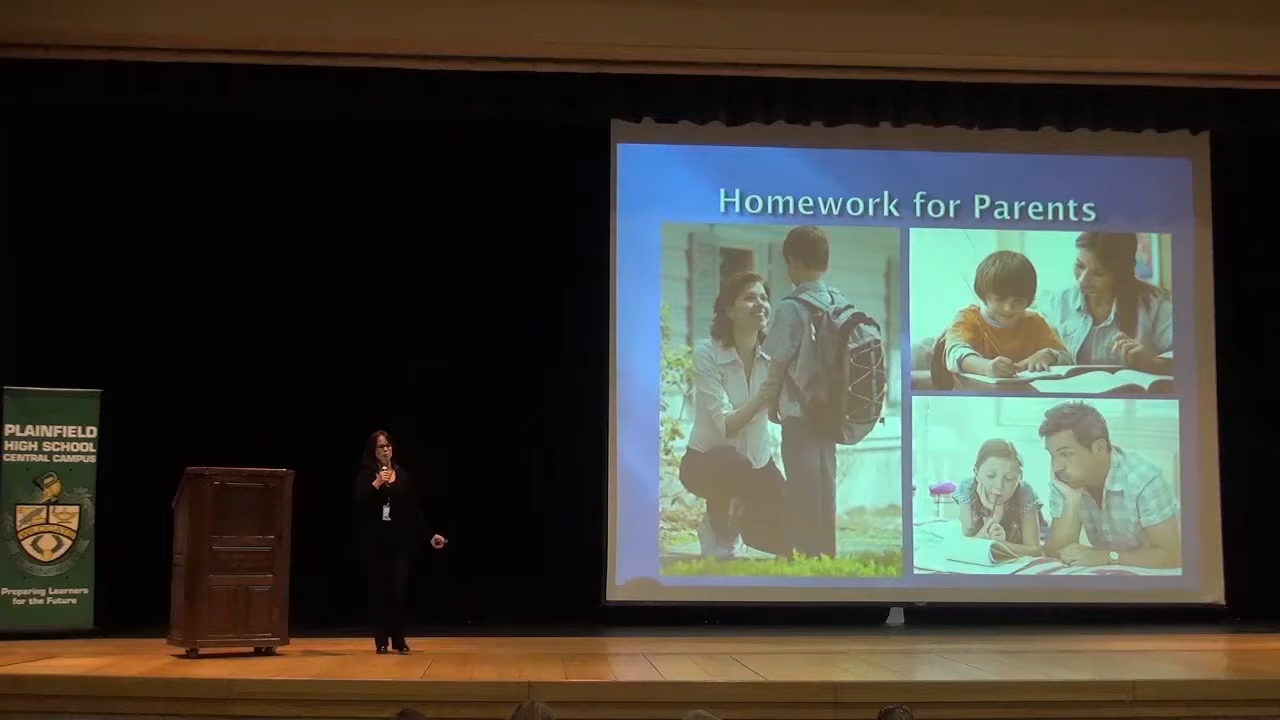 Homework for Parents
PLAINFIELD
HIGH SCHOOL
CENTRAL CAMPUS
Preparing Learners
for the Future